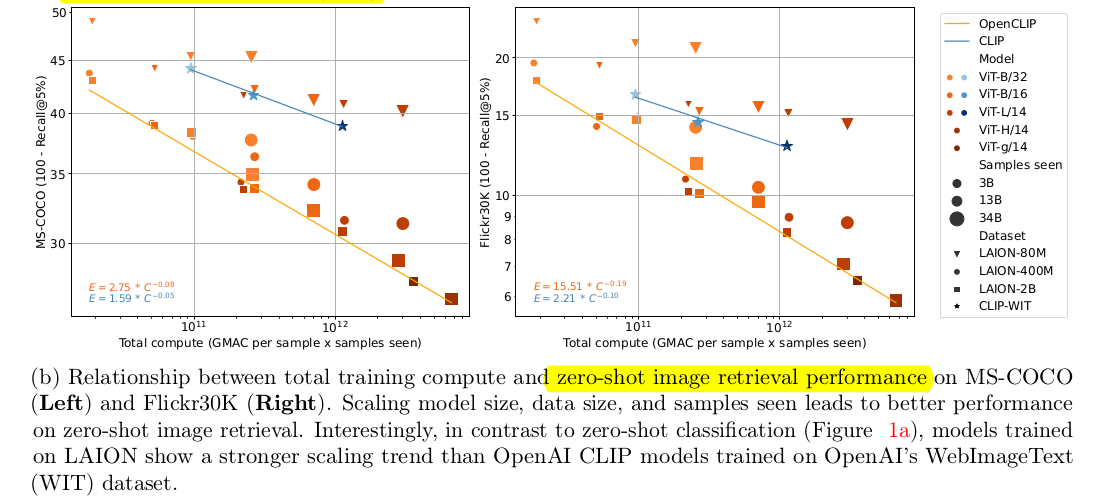 50
45
40
35
30
MS-COCO (100 - Recall@5%)
E = 2.75 * C^−0.08
E = 1.59 * C^−0.05
10^11
10^12
Total compute (GMAC per sample x samples seen)
20
15
10
9
8
7
6
Flickr30K (100 - Recall@5%)
E = 15.51 * C^−0.19
E = 2.21 * C^−0.10
10^11
10^12
Total compute (GMAC per sample x samples seen)
OpenCLIP
CLIP
Model
ViT-B/32
ViT-B/16
ViT-L/14
ViT-H/14
ViT-g/14
Samples seen
3B
13B
34B
Dataset
LAION-80M
LAION-400M
LAION-2B
CLIP-WIT
(b) Relationship between total training compute and zero-shot image retrieval performance on MS-COCO
(Left) and Flickr30K (Right). Scaling model size, data size, and samples seen leads to better performance
on zero-shot image retrieval. Interestingly, in contrast to zero-shot classification (Figure 1a), models trained
on LAION show a stronger scaling trend than OpenAI CLIP models trained on OpenAI's WebImageText
(WIT) dataset.